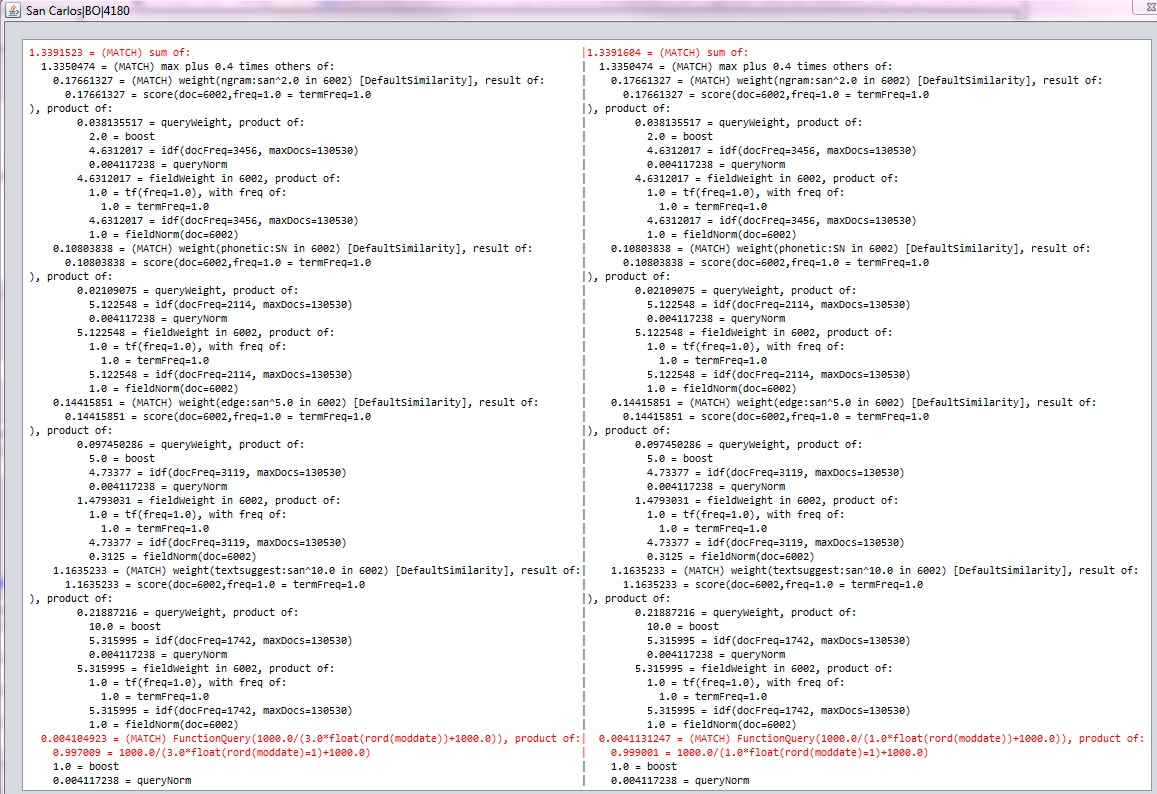 San Carlos|BO|4180
1.3391523 = (MATCH) sum of:
1.3350474 = (MATCH) max plus 0.4 times others of:
0.17661327 = (MATCH) weight(ngram:san^2.0 in 6002) [DefaultSimilarity], result of:
0.17661327 = score(doc=6002,freq=1.0 = termFreq=1.0
), product of:
0.038135517 = queryWeight, product of:
2.0 = boost
4.6312017 = idf(docFreq=3456, maxDocs=130530)
0.004117238 = queryNorm
4.6312017 = fieldWeight in 6002, product of:
1.0 = tf(freq=1.0), with freq of:
1.0 = termFreq=1.0
4.6312017 = idf(docFreq=3456, maxDocs=130530)
1.0 = fieldNorm(doc=6002)
0.10803838 = (MATCH) weight(phonetic:SN in 6002) [DefaultSimilarity], result of:
0.10803838 = score(doc=6002,freq=1.0 = termFreq=1.0
), product of:
0.02109075 = queryWeight, product of:
5.122548 = idf(docFreq=2114, maxDocs=130530)
0.004117238 = queryNorm
5.122548 = fieldWeight in 6002, product of:
1.0 = tf(freq=1.0), with freq of:
1.0 = termFreq=1.0
5.122548 = idf(docFreq=2114, maxDocs=130530)
1.0 = fieldNorm(doc=6002)
0.14415851 = (MATCH) weight(edge:san^5.0 in 6002) [DefaultSimilarity], result of:
0.14415851 = score(doc=6002,freq=1.0 = termFreq=1.0
), product of:
0.097450286 = queryWeight, product of:
5.0 = boost
4.73377 = idf(docFreq=3119, maxDocs=130530)
0.004117238 = queryNorm
1.4793031 = fieldWeight in 6002, product of:
1.0 = tf(freq=1.0), with freq of:
1.0 = termFreq=1.0
4.73377 = idf(docFreq=3119, maxDocs=130530)
0.3125 = fieldNorm(doc=6002)
1.1635233 = (MATCH) weight(textsuggest:san^10.0 in 6002) [DefaultSimilarity], result of:
1.1635233 = score(doc=6002,freq=1.0 = termFreq=1.0
), product of:
0.21887216 = queryWeight, product of:
10.0 = boost
5.315995 = idf(docFreq=1742, maxDocs=130530)
0.004117238 = queryNorm
5.315995 = fieldWeight in 6002, product of:
1.0 = tf(freq=1.0), with freq of:
1.0 = termFreq=1.0
5.315995 = idf(docFreq=1742, maxDocs=130530)
1.0 = fieldNorm(doc=6002)
0.004104923 = (MATCH) FunctionQuery(1000.0/(3.0*float(rord(moddate))+1000.0)), product of:
0.997009 = 1000.0/(3.0*float(rord(moddate)=1)+1000.0)
1.0 = boost
0.004117238 = queryNorm
|1.3391604 = (MATCH) sum of:
| 1.3350474 = (MATCH) max plus 0.4 times others of:
| 0.17661327 = (MATCH) weight(ngram:san^2.0 in 6002) [DefaultSimilarity], result of:
| 0.17661327 = score(doc=6002,freq=1.0 = termFreq=1.0
|), product of:
| 0.038135517 = queryWeight, product of:
| 2.0 = boost
| 4.6312017 = idf(docFreq=3456, maxDocs=130530)
| 0.004117238 = queryNorm
| 4.6312017 = fieldWeight in 6002, product of:
| 1.0 = tf(freq=1.0), with freq of:
| 1.0 = termFreq=1.0
| 4.6312017 = idf(docFreq=3456, maxDocs=130530)
| 1.0 = fieldNorm(doc=6002)
| 0.10803838 = (MATCH) weight(phonetic:SN in 6002) [DefaultSimilarity], result of:
| 0.10803838 = score(doc=6002,freq=1.0 = termFreq=1.0
|), product of:
| 0.02109075 = queryWeight, product of:
| 5.122548 = idf(docFreq=2114, maxDocs=130530)
| 0.004117238 = queryNorm
| 5.122548 = fieldWeight in 6002, product of:
| 1.0 = tf(freq=1.0), with freq of:
| 1.0 = termFreq=1.0
| 5.122548 = idf(docFreq=2114, maxDocs=130530)
| 1.0 = fieldNorm(doc=6002)
| 0.14415851 = (MATCH) weight(edge:san^5.0 in 6002) [DefaultSimilarity], result of:
| 0.14415851 = score(doc=6002,freq=1.0 = termFreq=1.0
|), product of:
| 0.097450286 = queryWeight, product of:
| 5.0 = boost
| 4.73377 = idf(docFreq=3119, maxDocs=130530)
| 0.004117238 = queryNorm
| 1.4793031 = fieldWeight in 6002, product of:
| 1.0 = tf(freq=1.0), with freq of:
| 1.0 = termFreq=1.0
| 4.73377 = idf(docFreq=3119, maxDocs=130530)
| 0.3125 = fieldNorm(doc=6002)
| 1.1635233 = (MATCH) weight(textsuggest:san^10.0 in 6002) [DefaultSimilarity], result of:
| 1.1635233 = score(doc=6002,freq=1.0 = termFreq=1.0
|), product of:
| 0.21887216 = queryWeight, product of:
| 10.0 = boost
| 5.315995 = idf(docFreq=1742, maxDocs=130530)
| 0.004117238 = queryNorm
| 5.315995 = fieldWeight in 6002, product of:
| 1.0 = tf(freq=1.0), with freq of:
| 1.0 = termFreq=1.0
| 5.315995 = idf(docFreq=1742, maxDocs=130530)
| 1.0 = fieldNorm(doc=6002)
| 0.0041131247 = (MATCH) FunctionQuery(1000.0/(1.0*float(rord(moddate))+1000.0)), product of:
| 0.999001 = 1000.0/(1.0*float(rord(moddate)=1)+1000.0)
| 1.0 = boost
| 0.004117238 = queryNorm